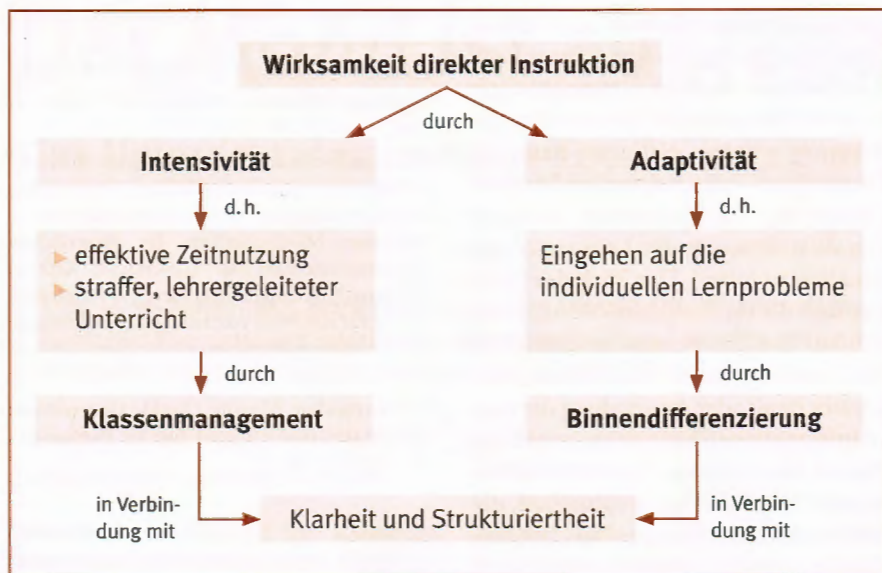 Wirksamkeit direkter Instruktion
durch
Intensivität
Adaptivität
d. h.
d. h.
▶ effektive Zeitnutzung
▶ straffer, lehrergeleiteter
Unterricht
Eingehen auf die
individuellen Lernprobleme
durch
durch
Klassenmanagement
Binnendifferenzierung
in Verbin-
dung mit
Klarheit und Strukturiertheit
in Verbin-
dung mit